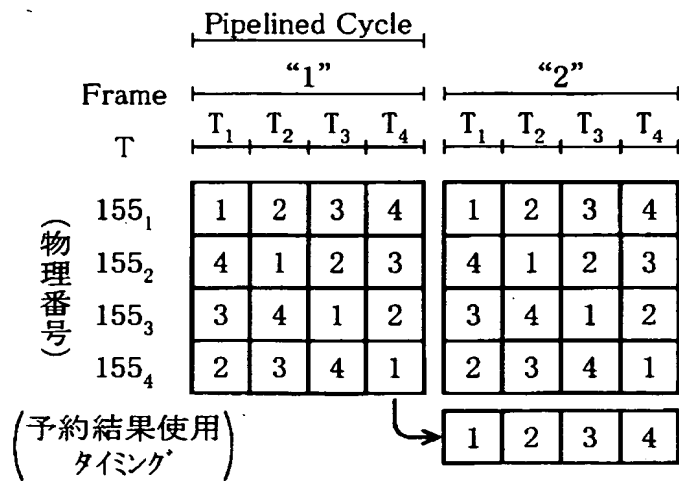 Pipelined Cycle
Frame “1” “2”
T T₁ T₂ T₃ T₄ T₁ T₂ T₃ T₄
(物理番号)
155₁ 1 2 3 4 1 2 3 4
155₂ 4 1 2 3 4 1 2 3
155₃ 3 4 1 2 3 4 1 2
155₄ 2 3 4 1 2 3 4 1
(予約結果使用
タイミング) 1 2 3 4